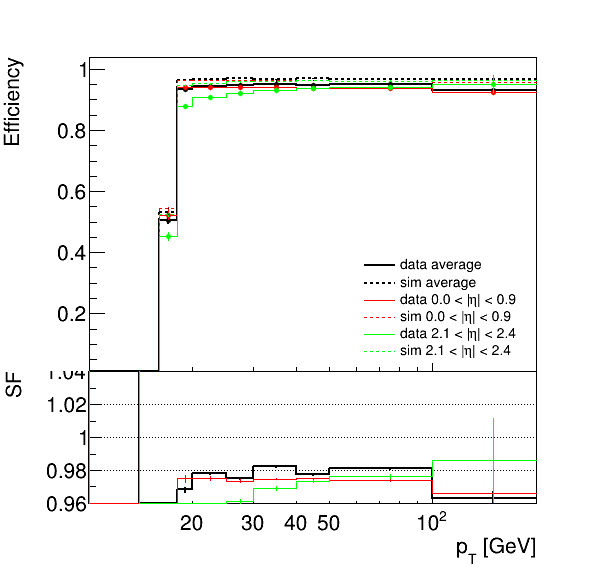 Efficiency
1
0.8
0.6
0.4
0.2
data average
sim average
data 0.0 < |η| < 0.9
sim 0.0 < |η| < 0.9
data 2.1 < |η| < 2.4
sim 2.1 < |η| < 2.4
SF
1.04
1.02
1
0.98
0.96
20 30 40 50 10²
p_T [GeV]